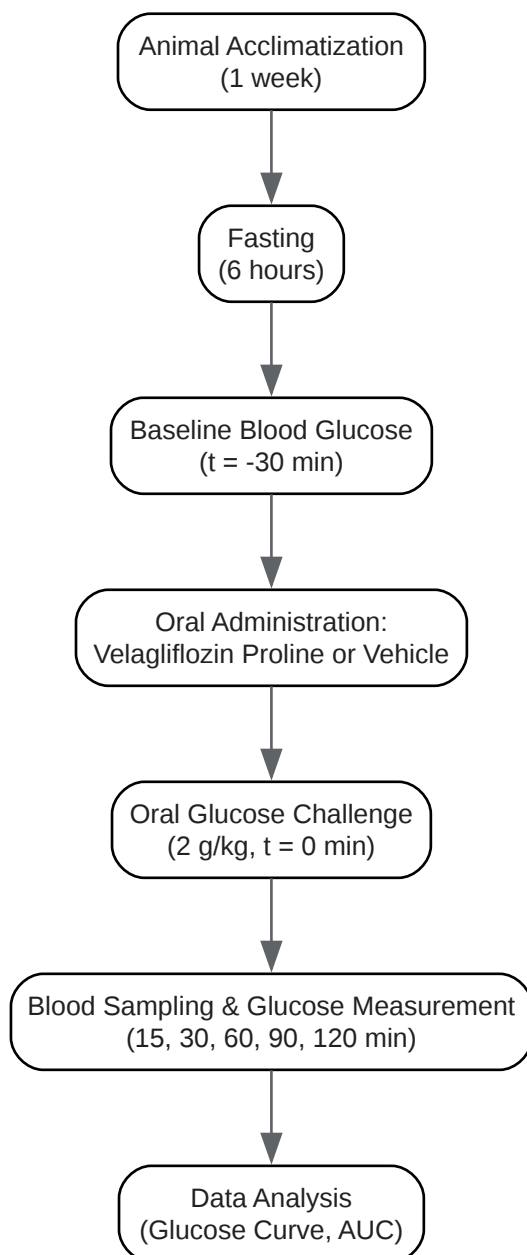 Animal Acclimatization
(1 week)
Fasting
(6 hours)
Baseline Blood Glucose
(t = -30 min)
Oral Administration:
Velagliflozin Proline or Vehicle
Oral Glucose Challenge
(2 g/kg, t = 0 min)
Blood Sampling & Glucose Measurement
(15, 30, 60, 90, 120 min)
Data Analysis
(Glucose Curve, AUC)